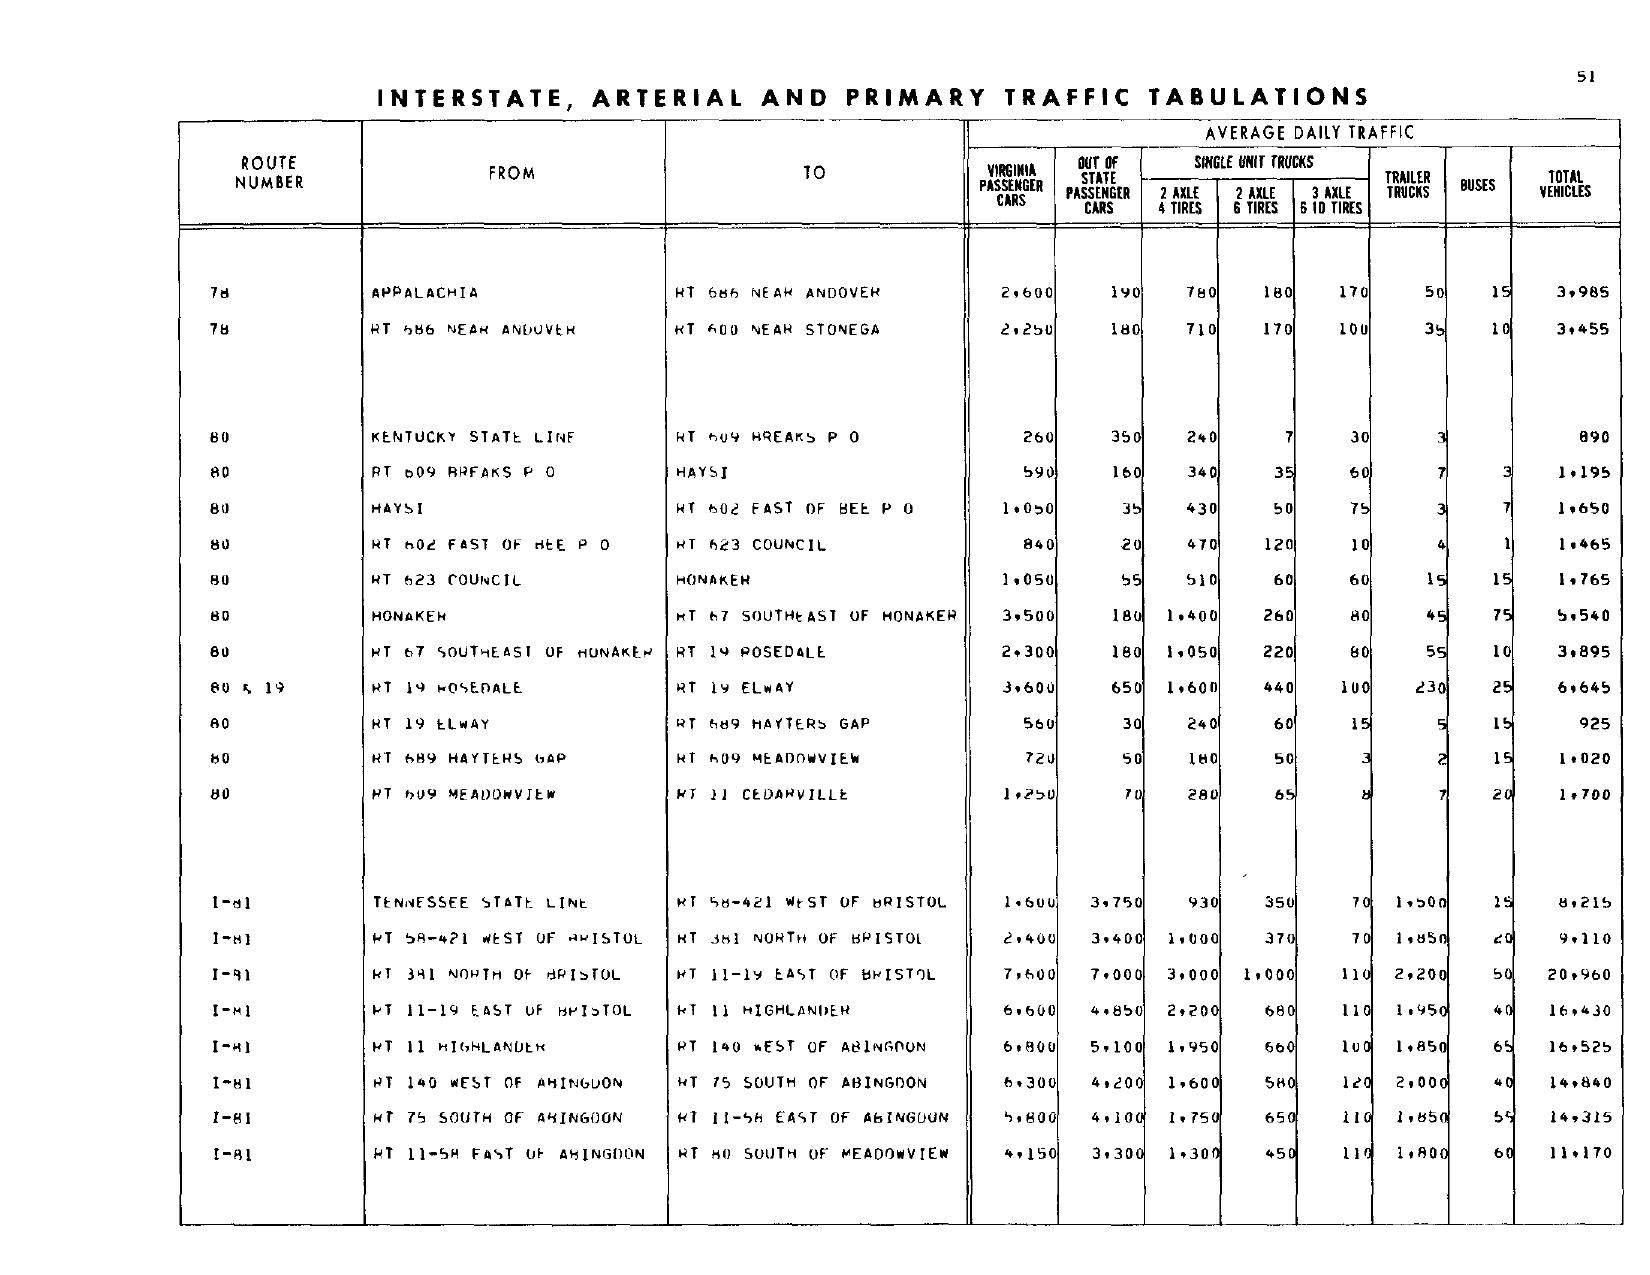 51
INTERSTATE, ARTERIAL AND PRIMARY TRAFFIC TABULATIONS
AVERAGE DAILY TRAFFIC
ROUTE NUMBER FROM TO VIRGINIA PASSENGER CARS OUT OF STATE PASSENGER CARS SINGLE UNIT TRUCKS 2 AXLE 4 TIRES 2 AXLE 6 TIRES 3 AXLE 6 10 TIRES TRAILER TRUCKS BUSES TOTAL VEHICLES
78 APPALACHIA RT 686 NEAR ANDOVER 2,600 190 780 180 170 50 15 3,985
78 RT 686 NEAR ANDOVER RT 600 NEAR STONEGA 2,250 180 710 170 100 35 10 3,455
80 KENTUCKY STATE LINE RT 609 BREAKS P O 260 350 240 7 30 3 890
80 RT 609 BREAKS P O HAYSI 590 160 340 35 60 7 3 1,195
80 HAYSI RT 602 EAST OF BEE P O 1,050 35 430 50 75 3 7 1,650
80 RT 602 EAST OF BEE P O RT 623 COUNCIL 840 20 470 120 10 4 1 1,465
80 RT 623 COUNCIL HONAKER 1,050 55 510 60 60 15 15 1,765
80 HONAKER RT 67 SOUTHEAST OF HONAKER 3,500 180 1,400 260 80 45 75 5,540
80 RT 67 SOUTHEAST OF HONAKER RT 19 ROSEDALE 2,300 180 1,050 220 80 55 10 3,895
80 & 19 RT 19 ROSEDALE RT 19 ELWAY 3,600 650 1,600 440 100 230 25 6,645
80 RT 19 ELWAY RT 689 HAYTERS GAP 560 30 240 60 15 5 15 925
80 RT 689 HAYTERS GAP RT 609 MEADOWVIEW 720 50 180 50 3 2 15 1,020
80 RT 609 MEADOWVIEW RT 11 CEDARVILLE 1,250 70 280 65 8 7 20 1,700
I-81 TENNESSEE STATE LINE RT 58-421 WEST OF BRISTOL 1,600 3,750 930 350 70 1,500 15 8,215
I-81 RT 58-421 WEST OF BRISTOL RT 381 NORTH OF BRISTOL 2,400 3,400 1,000 370 70 1,850 20 9,110
I-81 RT 381 NORTH OF BRISTOL RT 11-19 EAST OF BRISTOL 7,600 7,000 3,000 1,000 110 2,200 50 20,960
I-81 RT 11-19 EAST OF BRISTOL RT 11 HIGHLANDER 6,600 4,850 2,200 680 110 1,950 40 16,430
I-81 RT 11 HIGHLANDER RT 140 WEST OF ABINGDON 6,800 5,100 1,950 660 100 1,850 65 16,525
I-81 RT 140 WEST OF ABINGDON RT 75 SOUTH OF ABINGDON 6,300 4,200 1,600 580 120 2,000 40 14,840
I-81 RT 75 SOUTH OF ABINGDON RT 11-58 EAST OF ABINGDON 5,800 4,100 1,750 650 110 1,850 55 14,315
I-81 RT 11-58 EAST OF ABINGDON RT 80 SOUTH OF MEADOWVIEW 4,150 3,300 1,300 450 110 1,800 60 11,170